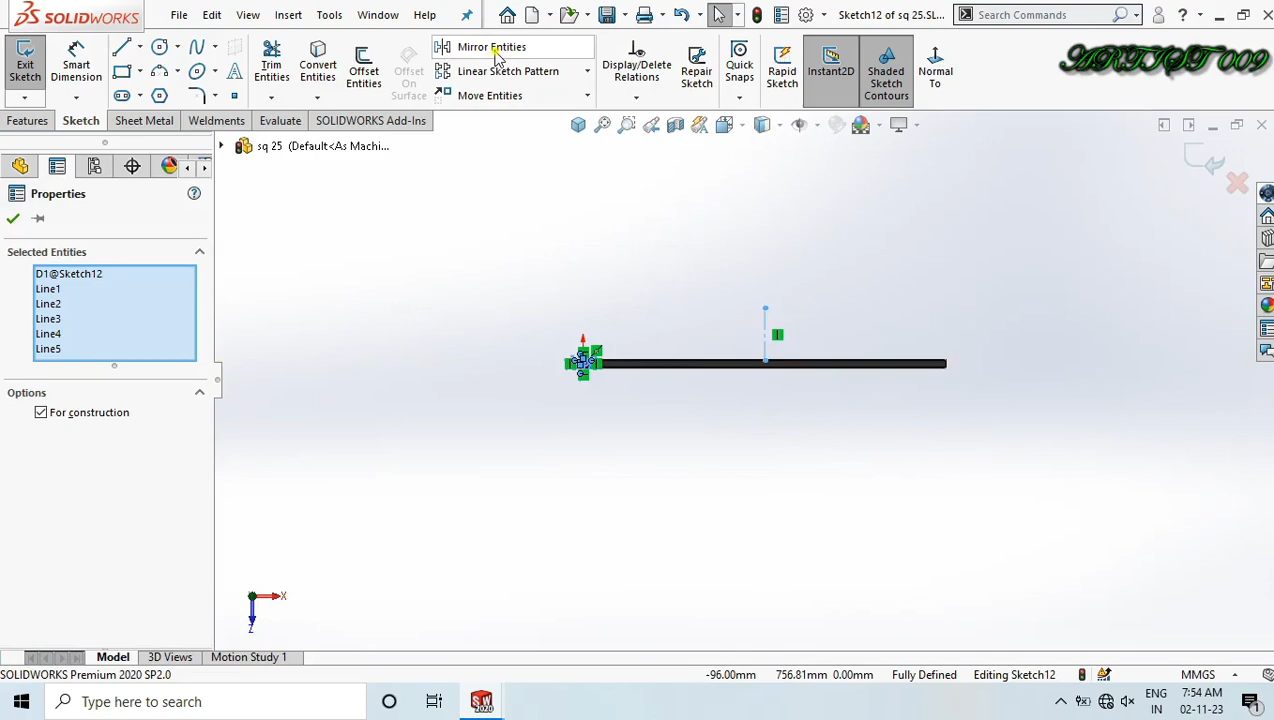 SOLIDWORKS File Edit View Insert Tools Window Help Sketch12 of sq 25.SL... Search Commands
ARTIST 009
Exit Sketch
Smart Dimension
Trim Entities
Convert Entities
Offset Entities
Offset On Surface
Mirror Entities
Linear Sketch Pattern
Move Entities
Display/Delete Relations
Repair Sketch
Quick Snaps
Rapid Sketch
Instant2D
Shaded Sketch Contours
Normal To
Features Sketch Sheet Metal Weldments Evaluate SOLIDWORKS Add-Ins
sq 25 (Default<As Machi...
Properties
Selected Entities
D1@Sketch12
Line1
Line2
Line3
Line4
Line5
Options
For construction
X
Z
Model 3D Views Motion Study 1
SOLIDWORKS Premium 2020 SP2.0 -96.00mm 756.81mm 0.00mm Fully Defined Editing Sketch12 MMGS
Type here to search
SW
2020
ENG
IN
7:54 AM
02-11-23
1